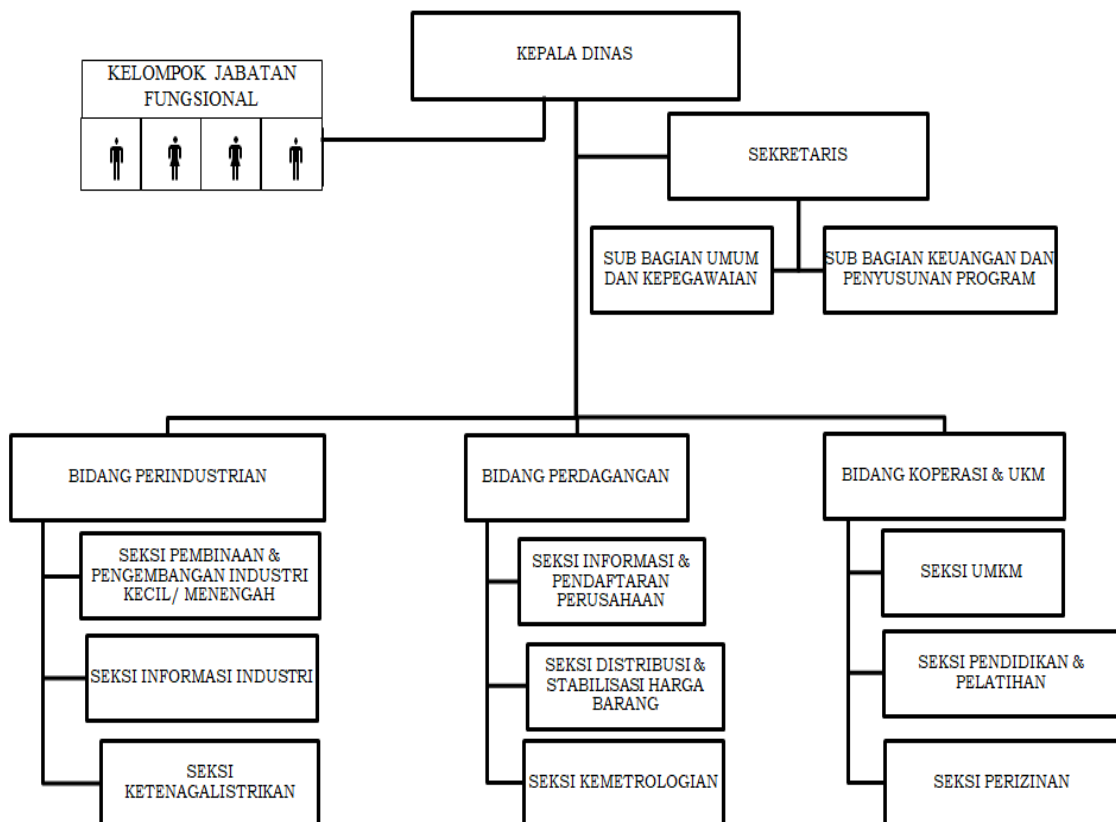 KEPALA DINAS
KELOMPOK JABATAN
FUNGSIONAL
SEKRETARIS
SUB BAGIAN UMUM
DAN KEPEGAWAIAN
SUB BAGIAN KEUANGAN DAN
PENYUSUNAN PROGRAM
BIDANG PERINDUSTRIAN
SEKSI PEMBINAAN &
PENGEMBANGAN INDUSTRI
KECIL/ MENENGAH
SEKSI INFORMASI INDUSTRI
SEKSI
KETENAGALISTRIKAN
BIDANG PERDAGANGAN
SEKSI INFORMASI &
PENDAFTARAN
PERUSAHAAN
SEKSI DISTRIBUSI &
STABILISASI HARGA
BARANG
SEKSI KEMETROLOGIAN
BIDANG KOPERASI & UKM
SEKSI UMKM
SEKSI PENDIDIKAN &
PELATIHAN
SEKSI PERIZINAN